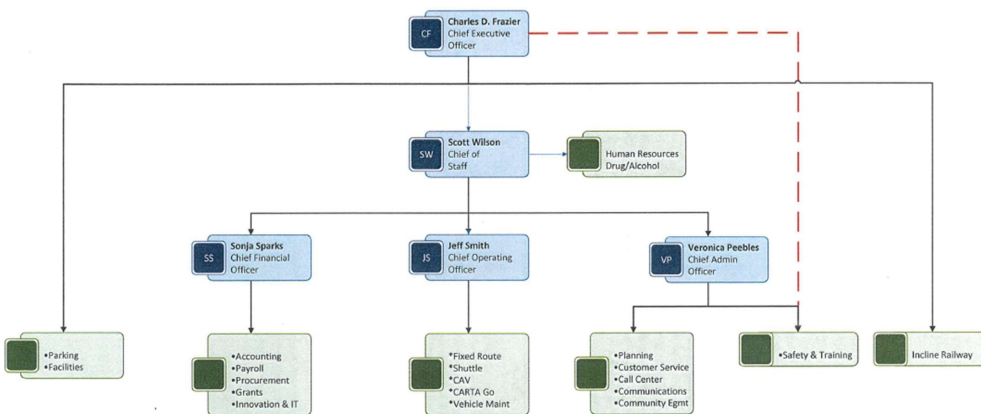 CF
Charles D. Frazier
Chief Executive
Officer
SW
Scott Wilson
Chief of
Staff
Human Resources
Drug/Alcohol
SS
Sonja Sparks
Chief Financial
Officer
JS
Jeff Smith
Chief Operating
Officer
VP
Veronica Peebles
Chief Admin
Officer
•Parking
•Facilities
•Accounting
•Payroll
•Procurement
•Grants
•Innovation & IT
*Fixed Route
*Shuttle
*CAV
*CARTA Go
*Vehicle Maint
•Planning
•Customer Service
•Call Center
•Communications
•Community Egmt
•Safety & Training
Incline Railway